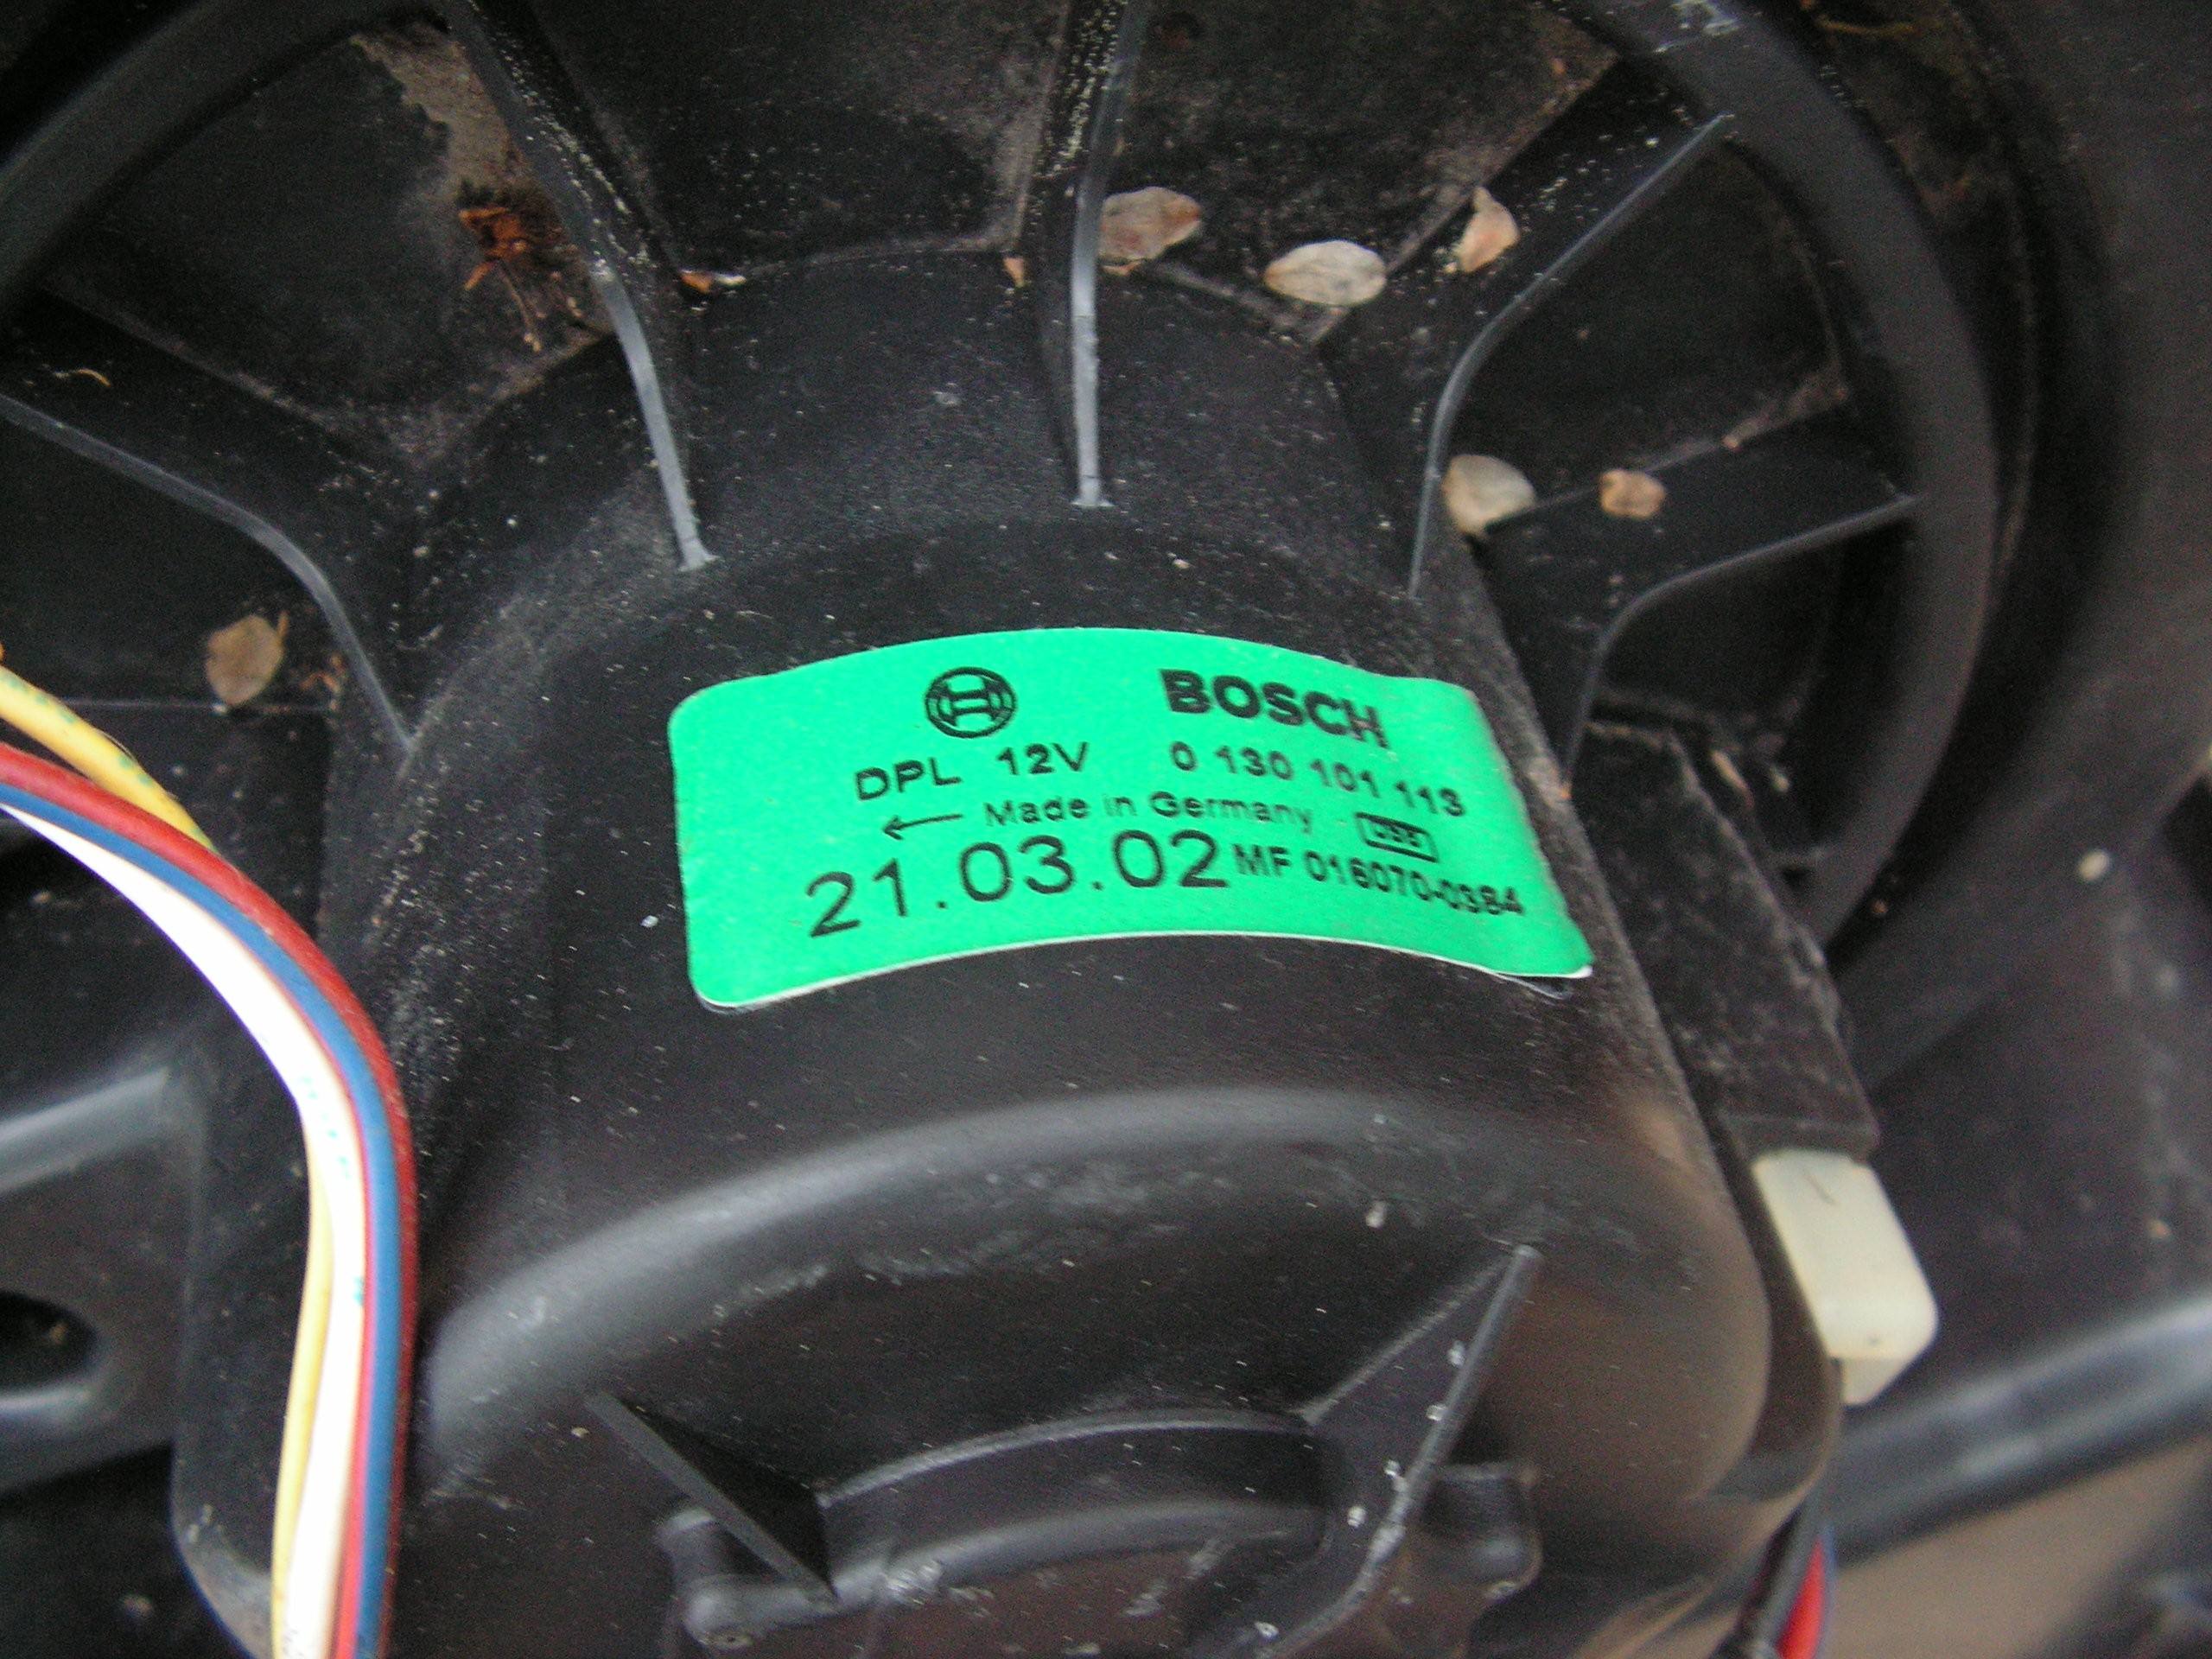 BOSCH
DPL 12V 0 130 101 113
← Made in Germany
21.03.02 MF 016070-0384